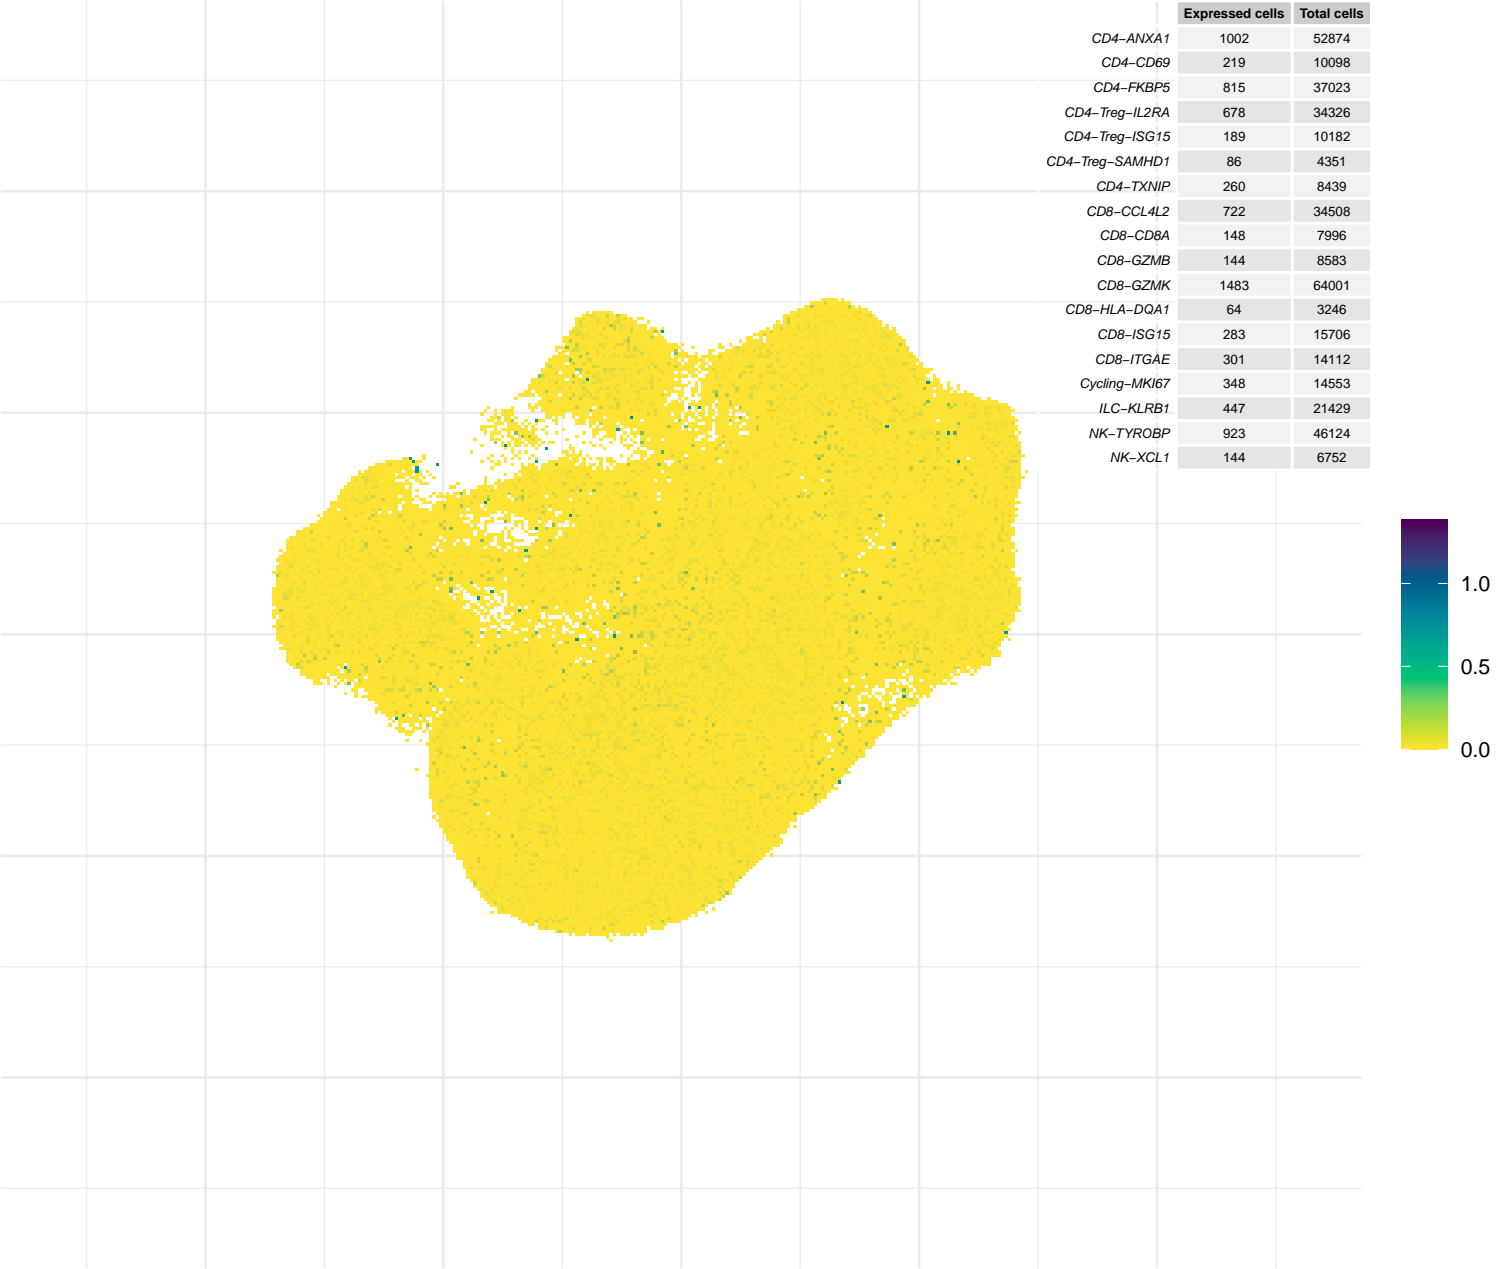 Expressed cells Total cells
CD4−ANXA1 1002 52874
CD4−CD69 219 10098
CD4−FKBP5 815 37023
CD4−Treg−IL2RA 678 34326
CD4−Treg−ISG15 189 10182
CD4−Treg−SAMHD1 86 4351
CD4−TXNIP 260 8439
CD8−CCL4L2 722 34508
CD8−CD8A 148 7996
CD8−GZMB 144 8583
CD8−GZMK 1483 64001
CD8−HLA−DQA1 64 3246
CD8−ISG15 283 15706
CD8−ITGAE 301 14112
Cycling−MKI67 348 14553
ILC−KLRB1 447 21429
NK−TYROBP 923 46124
NK−XCL1 144 6752
1.0
0.5
0.0